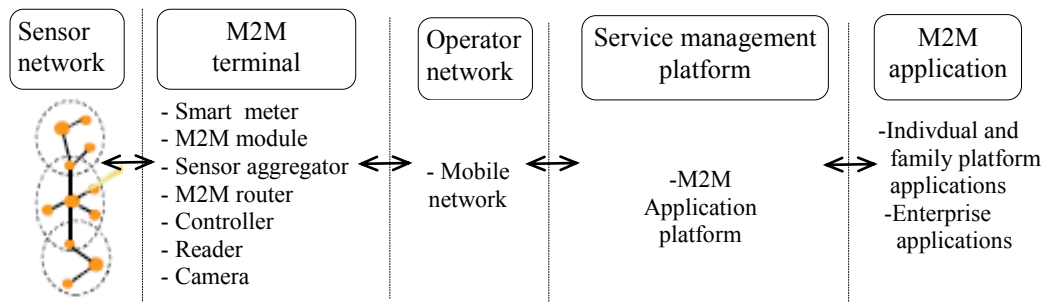 Sensor
network
M2M
terminal
Operator
network
Service management
platform
M2M
application
- Smart meter
- M2M module
- Sensor aggregator
- M2M router
- Controller
- Reader
- Camera
- Mobile
network
-M2M
Application
platform
-Indivdual and
family platform
applications
-Enterprise
applications